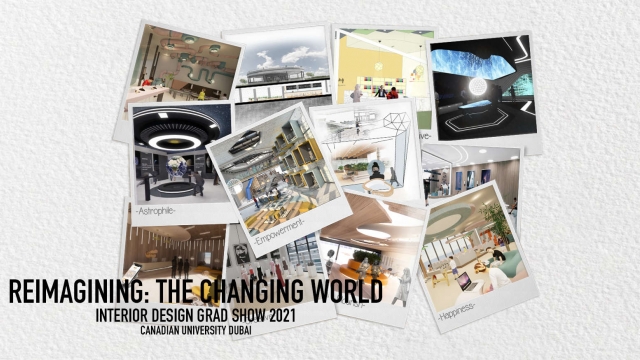 -Astrophile-
-Empowerment-
-Happiness-
REIMAGINING: THE CHANGING WORLD
INTERIOR DESIGN GRAD SHOW 2021
CANADIAN UNIVERSITY DUBAI